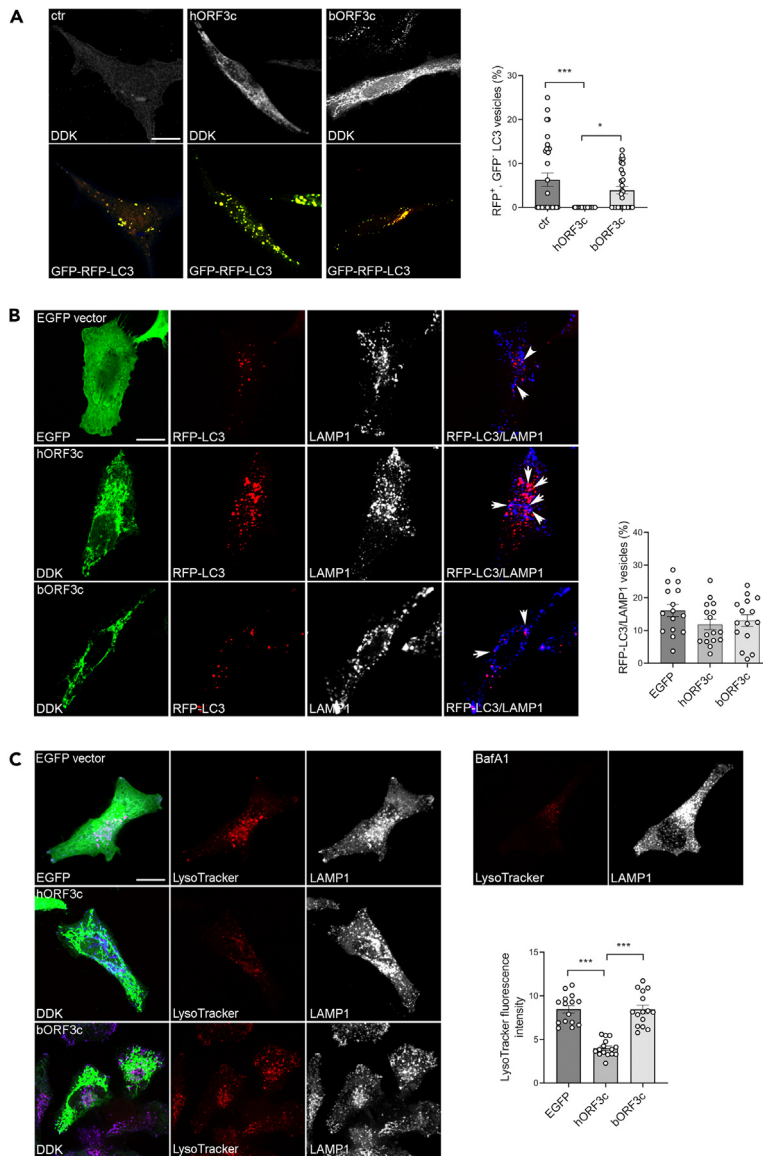 A
ctr
hORF3c
bORF3c
DDK
DDK
DDK
GFP-RFP-LC3
GFP-RFP-LC3
GFP-RFP-LC3
RFP+, GFP- LC3 vesicles (%)
30
20
10
0
***
*
ctr
hORF3c
bORF3c
B
EGFP vector
EGFP
RFP-LC3
LAMP1
RFP-LC3/LAMP1
hORF3c
DDK
RFP-LC3
LAMP1
RFP-LC3/LAMP1
bORF3c
DDK
RFP-LC3
LAMP1
RFP-LC3/LAMP1
RFP-LC3/LAMP1 vesicles (%)
40
30
20
10
0
EGFP
hORF3c
bORF3c
C
EGFP vector
EGFP
LysoTracker
LAMP1
hORF3c
DDK
LysoTracker
LAMP1
bORF3c
DDK
LysoTracker
LAMP1
BafA1
LysoTracker
LAMP1
LysoTracker fluorescence
intensity
15
10
5
0
***
***
EGFP
hORF3c
bORF3c